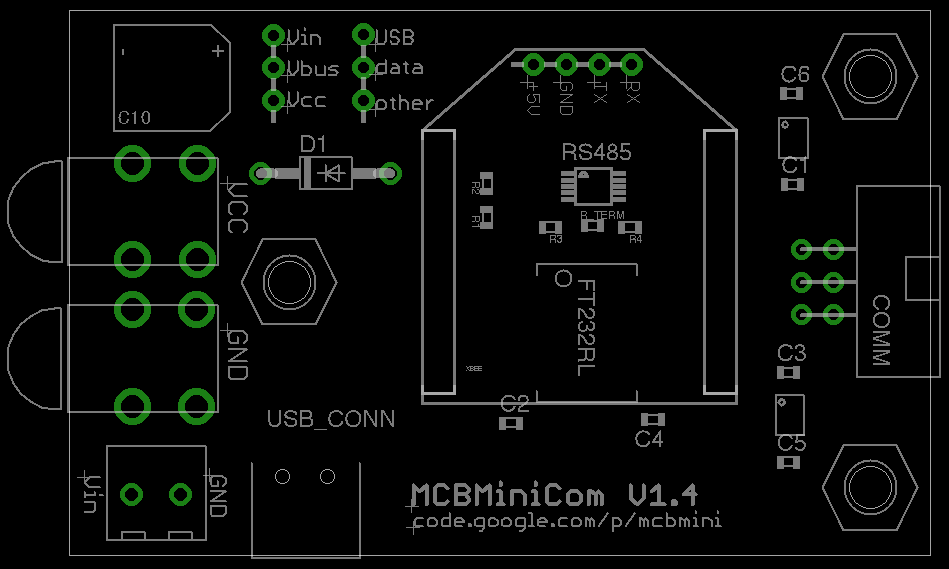 Vin
USB
Vbus
data
Vcc
other
+
-
C10
+5V
GND
TX
RX
C6
D1
C1
RS485
VCC
R2
R1
R_TERM
R3
R4
FT232RL
COMM
GND
XBEE
C3
C2
USB_CONN
C4
C5
Vin
GND
MCBMiniCom V1.4
code.google.com/p/mcbmini